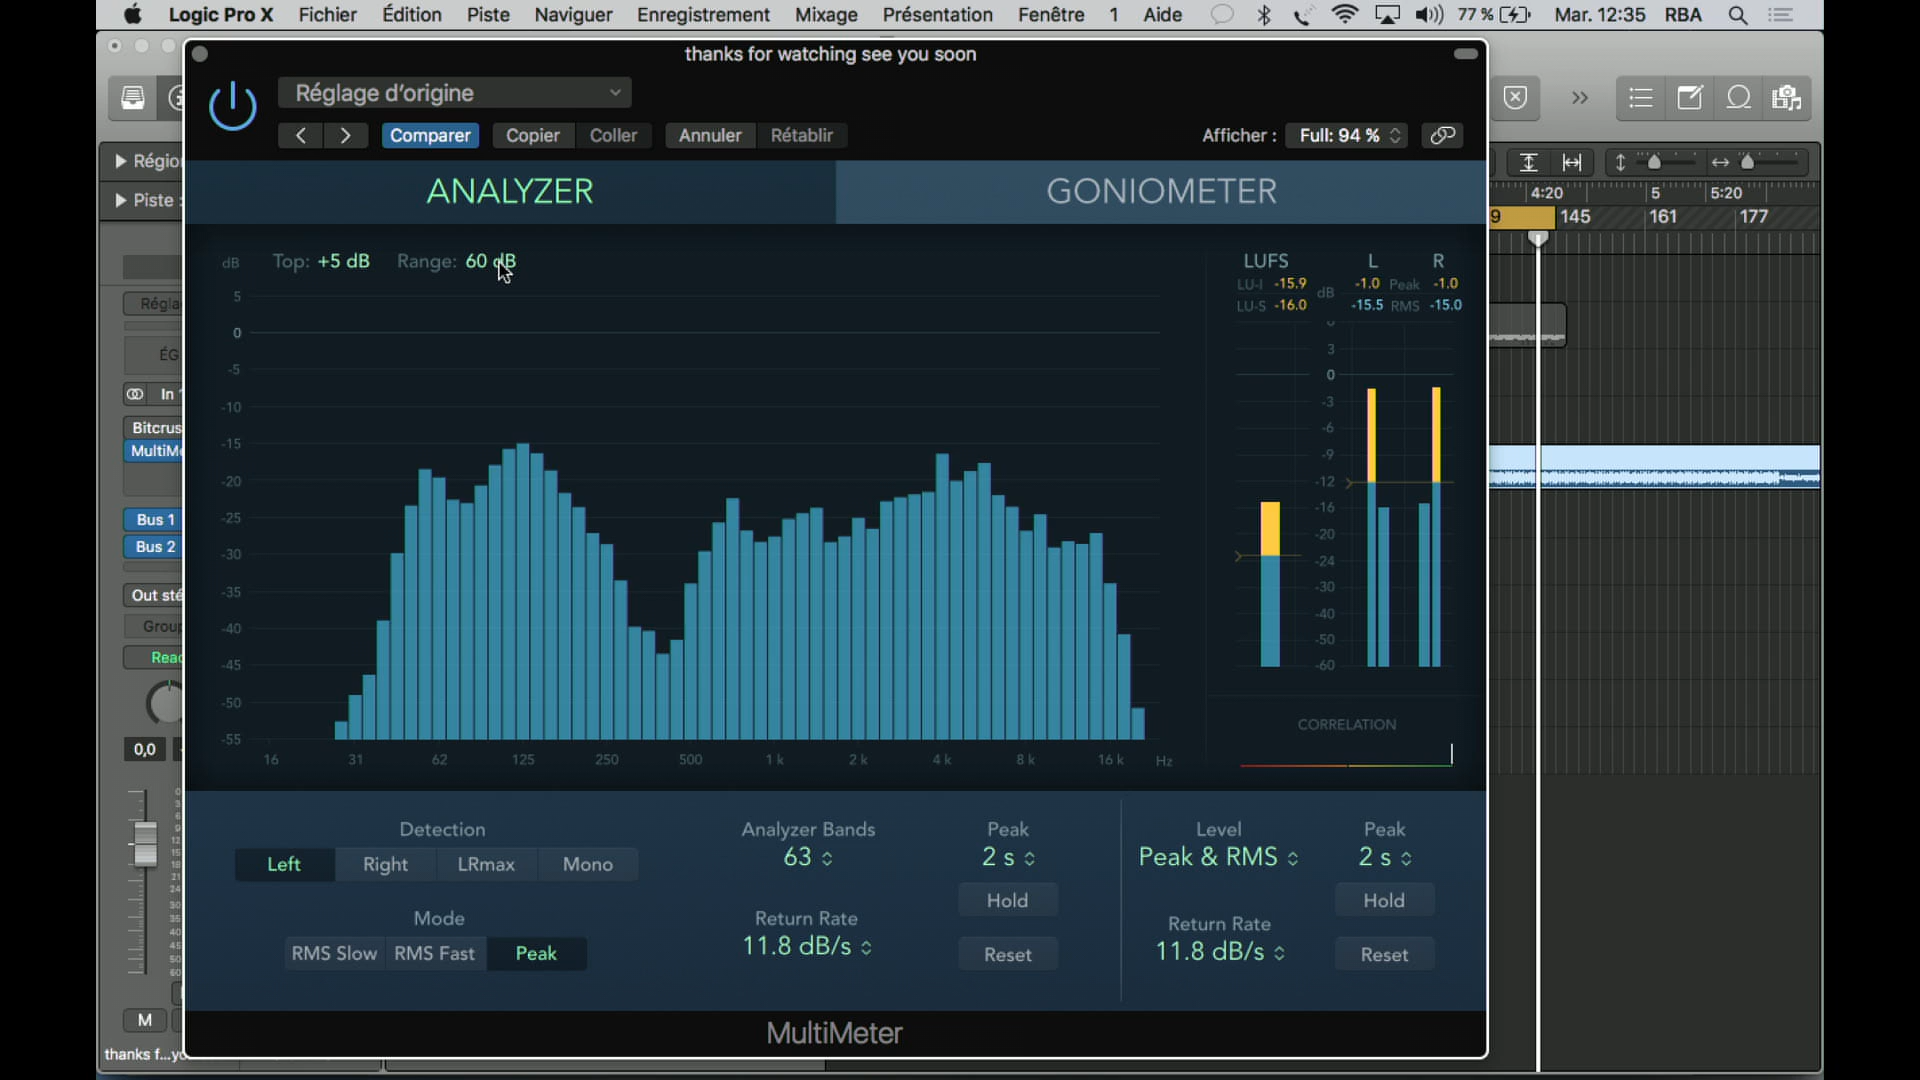 Logic Pro X Fichier Édition Piste Naviguer Enregistrement Mixage Présentation Fenêtre 1 Aide 77 % Mar. 12:35 RBA
thanks for watching see you soon
Réglage d'origine
Comparer Copier Coller Annuler Rétablir Afficher : Full: 94 %
Piste :
4:20 5 5:20
9 145 161 177
ANALYZER GONIOMETER
dB Top: +5 dB Range: 60 dB
LUFS L R
LU-I -15.9 dB -1.0 Peak -1.0
LU-S -16.0 -15.5 RMS -15.0
5
0
-5
-10
-15
-20
-25
-30
-35
-40
-45
-50
-55
16 31 62 125 250 500 1 k 2 k 4 k 8 k 16 k Hz
3
0
-3
-6
-9
-12
-16
-20
-24
-30
-40
-50
-60
CORRELATION
ÉG
Bitcrus
MultiMe
Bus 1
Bus 2
Out sté
Group
Read
0,0
M
thanks f...yo
Detection
Left Right LRmax Mono
Mode
RMS Slow RMS Fast Peak
Analyzer Bands
63
Return Rate
11.8 dB/s
Peak
2 s
Hold
Reset
Level
Peak & RMS
Return Rate
11.8 dB/s
Peak
2 s
Hold
Reset
MultiMeter